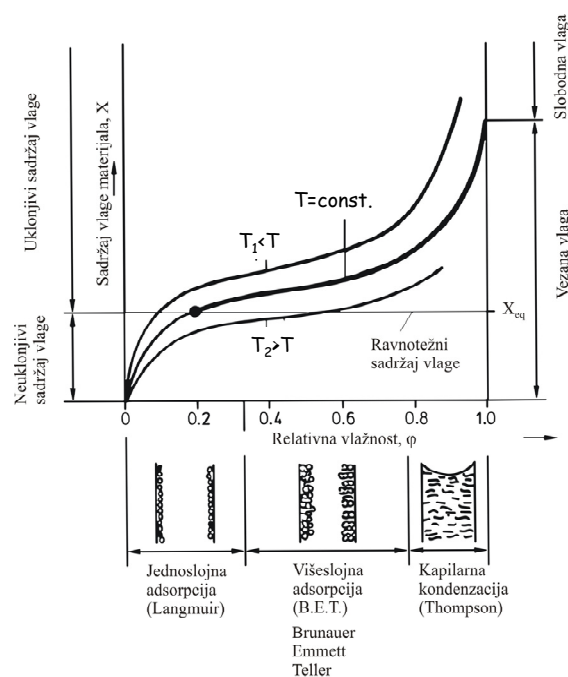 Uklonjivi sadržaj vlage
Neuklonjivi
sadržaj vlage
Sadržaj vlage materijala, X
T=const.
T₁<T
T₂>T
Ravnotežni
sadržaj vlage
Xeq
Slobodna vlaga
Vezana vlaga
0 0.2 0.4 0.6 0.8 1.0
Relativna vlažnost, φ
Jednoslojna
adsorpcija
(Langmuir)
Višeslojna
adsorpcija
(B.E.T.)
Brunauer
Emmett
Teller
Kapilarna
kondenzacija
(Thompson)